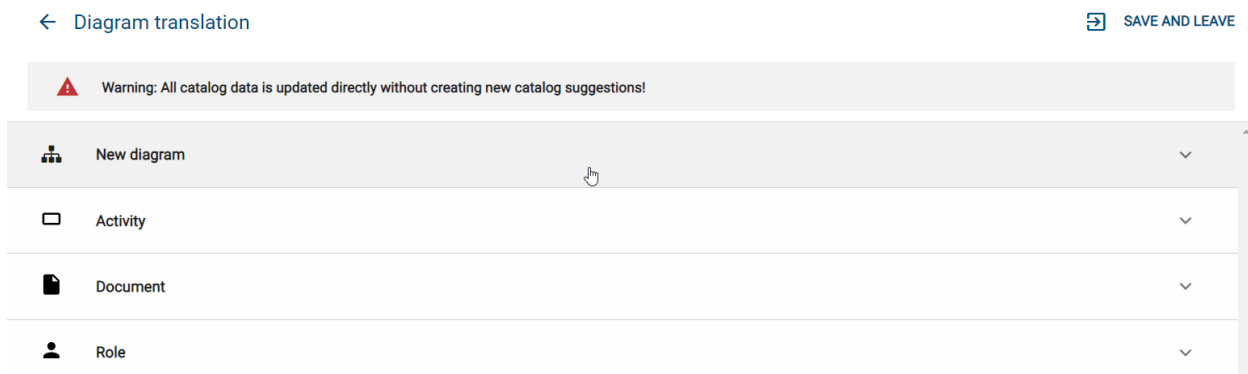 Diagram translation
SAVE AND LEAVE
Warning: All catalog data is updated directly without creating new catalog suggestions!
New diagram
Activity
Document
Role